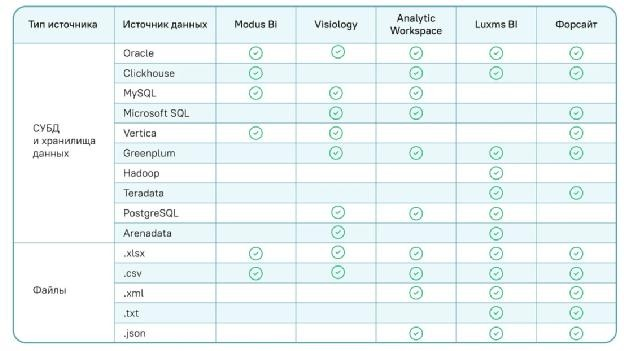 Тип источника Источник данных Modus Bi Visiology Analytic Workspace Luxms BI Форсайт
СУБД и хранилища данных
Oracle
Clickhouse
MySQL
Microsoft SQL
Vertica
Greenplum
Hadoop
Teradata
PostgreSQL
Arenadata
Файлы
.xlsx
.csv
.xml
.txt
.json